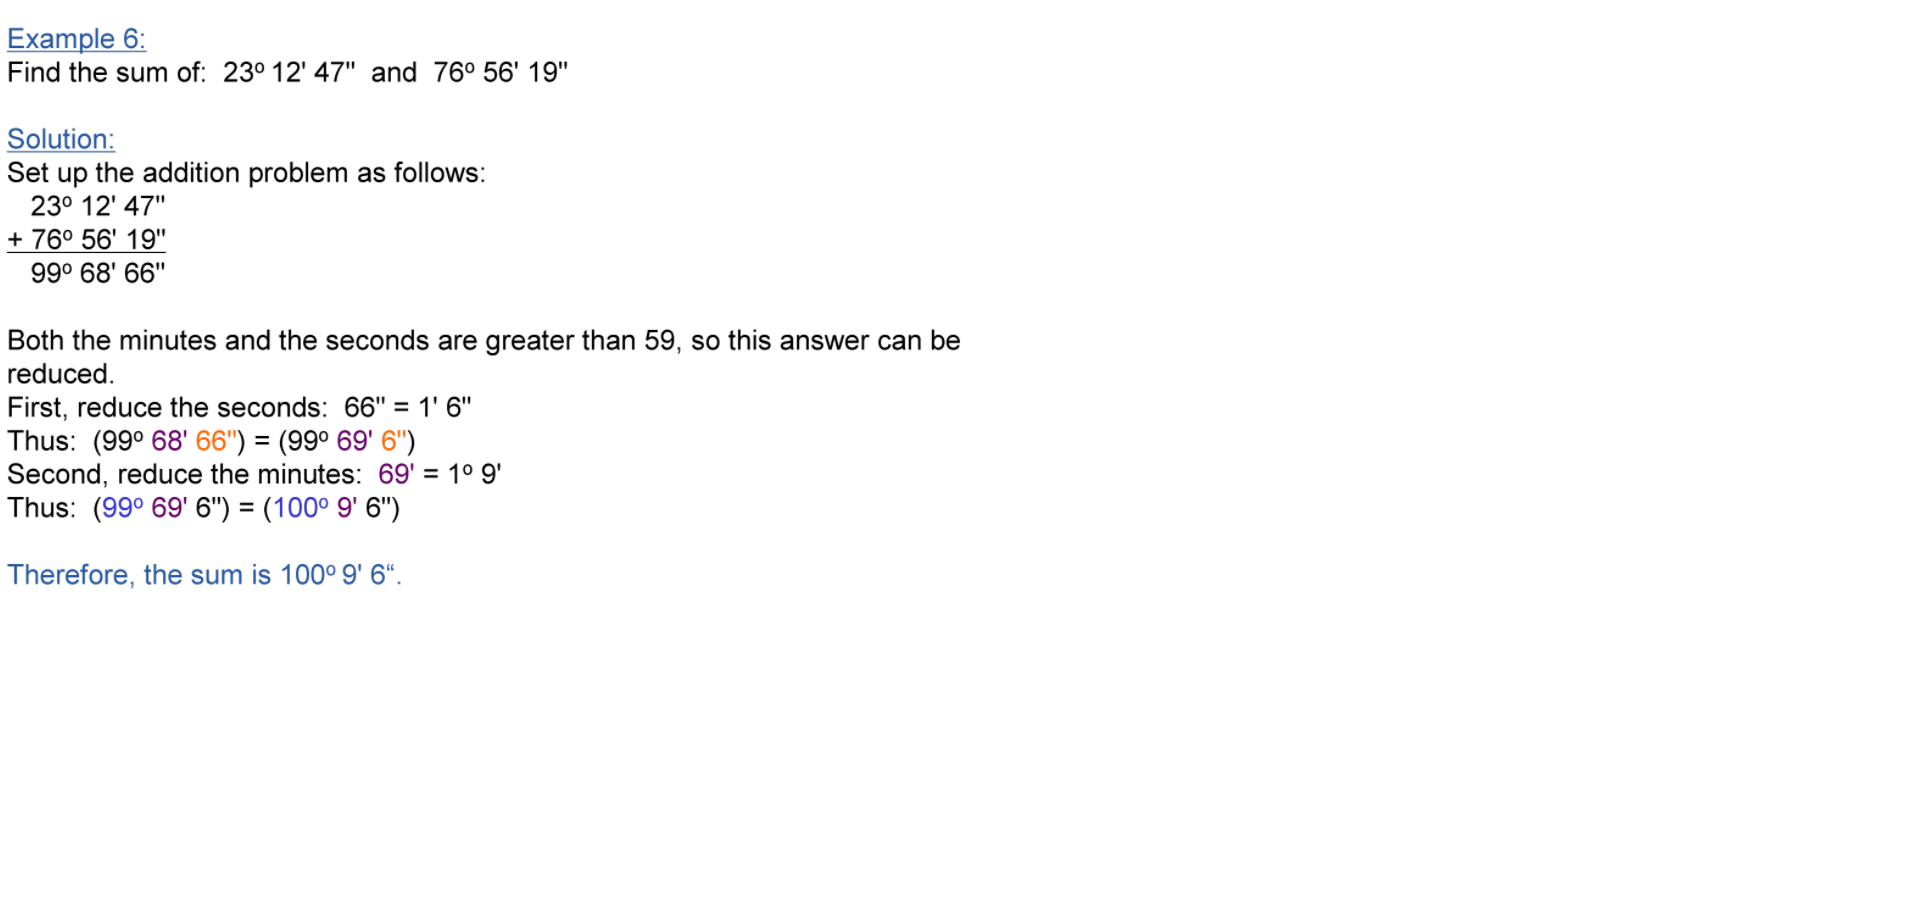 Example 6:
Find the sum of:  23º 12' 47"  and  76º 56' 19"
Solution:
Set up the addition problem as follows:
23º 12' 47"
+ 76º 56' 19"
99º 68' 66"
Both the minutes and the seconds are greater than 59, so this answer can be
reduced.
First, reduce the seconds:  66" = 1' 6"
Thus:  (99º 68' 66") = (99º 69' 6")
Second, reduce the minutes:  69' = 1º 9'
Thus:  (99º 69' 6") = (100º 9' 6")
Therefore, the sum is 100º 9' 6“.